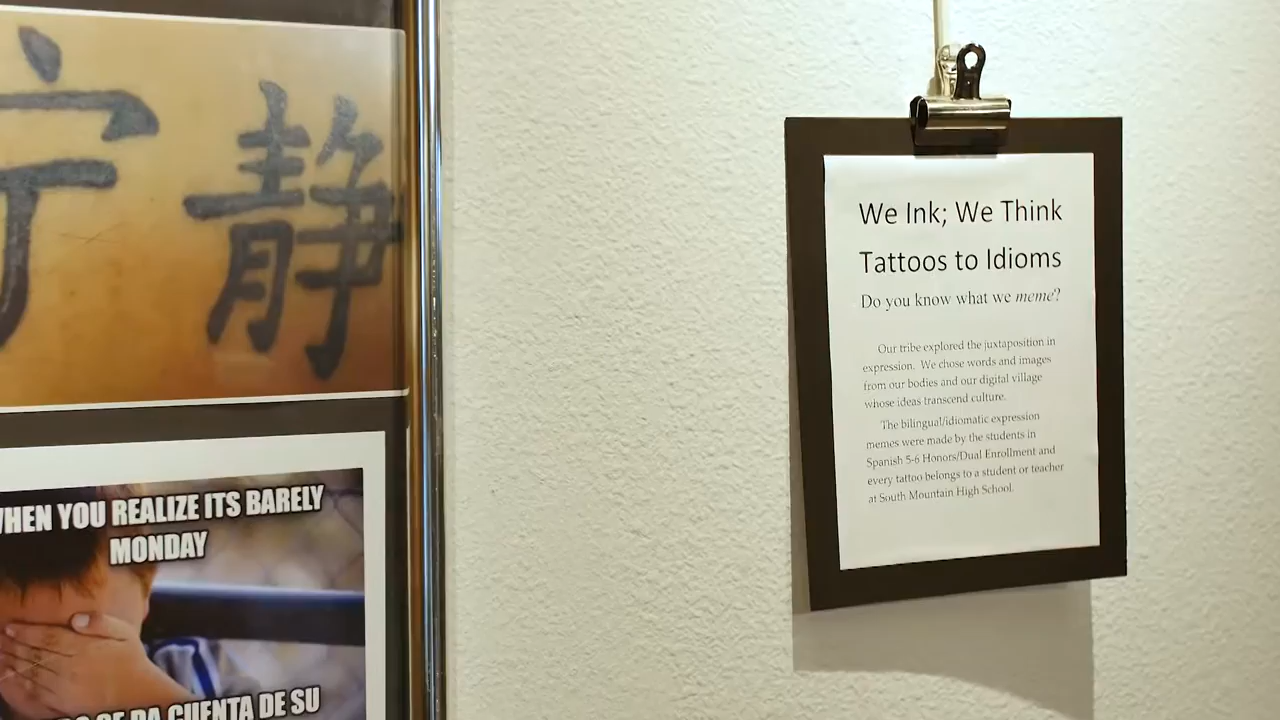 宁静
WHEN YOU REALIZE ITS BARELY
MONDAY
CUENTA DE SU
We Ink; We Think
Tattoos to Idioms
Do you know what we meme?
Our tribe explored the juxtaposition in
expression. We chose words and images
from our bodies and our digital village
whose ideas transcend culture.
The bilingual/idiomatic expression
memes were made by the students in
Spanish 5-6 Honors/Dual Enrollment and
every tattoo belongs to a student or teacher
at South Mountain High School.